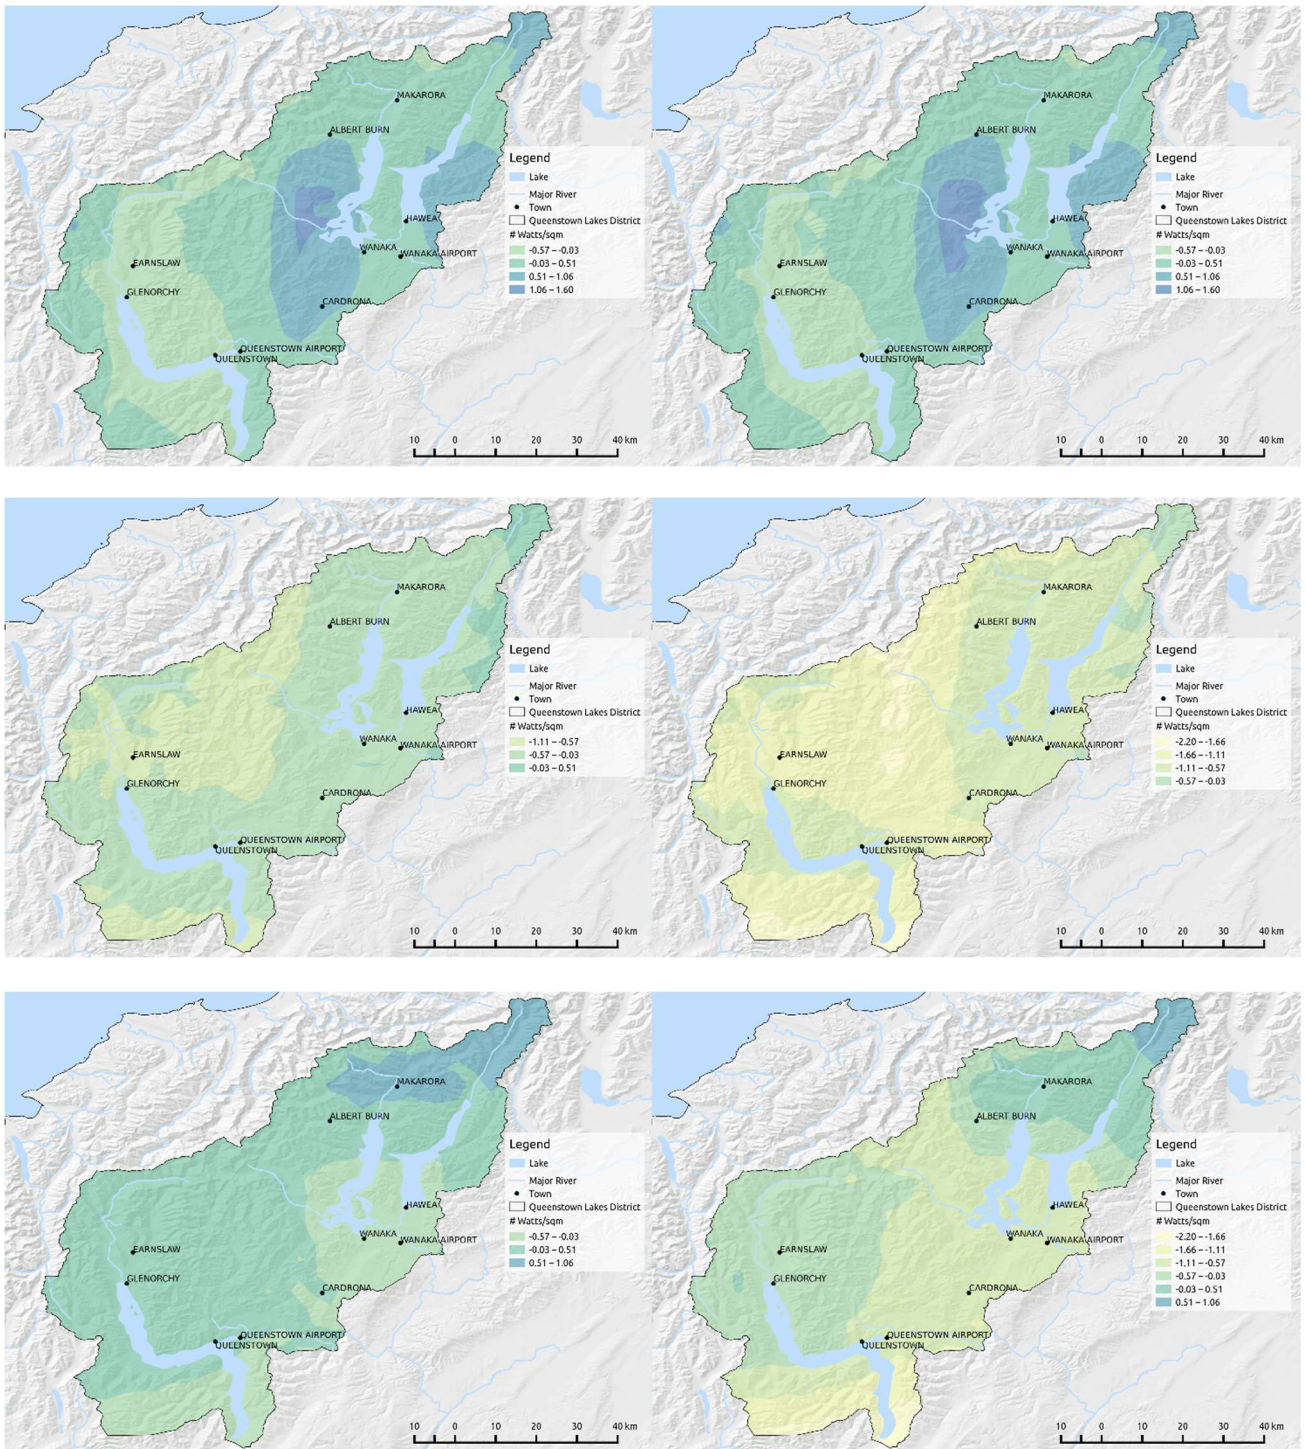 MAKARORA
ALBERT BURN
HAWEA
WANAKA
WANAKA AIRPORT
EARNSLAW
GLENORCHY
CARDRONA
QUEENSTOWN AIRPORT
QUEENSTOWN
Legend
Lake
Major River
Town
Queenstown Lakes District
# Watts/sqm
-0.57 – -0.03
-0.03 – 0.51
0.51 – 1.06
1.06 – 1.60
10 0 10 20 30 40 km
MAKARORA
ALBERT BURN
HAWEA
WANAKA
WANAKA AIRPORT
EARNSLAW
GLENORCHY
CARDRONA
QUEENSTOWN AIRPORT
QUEENSTOWN
Legend
Lake
Major River
Town
Queenstown Lakes District
# Watts/sqm
-0.57 – -0.03
-0.03 – 0.51
0.51 – 1.06
1.06 – 1.60
10 0 10 20 30 40 km
MAKARORA
ALBERT BURN
HAWEA
WANAKA
WANAKA AIRPORT
EARNSLAW
GLENORCHY
CARDRONA
QUEENSTOWN AIRPORT
QUEENSTOWN
Legend
Lake
Major River
Town
Queenstown Lakes District
# Watts/sqm
-1.11 – -0.57
-0.57 – -0.03
-0.03 – 0.51
10 0 10 20 30 40 km
MAKARORA
ALBERT BURN
HAWEA
WANAKA
WANAKA AIRPORT
EARNSLAW
GLENORCHY
CARDRONA
QUEENSTOWN AIRPORT
QUEENSTOWN
Legend
Lake
Major River
Town
Queenstown Lakes District
# Watts/sqm
-2.20 – -1.66
-1.66 – -1.11
-1.11 – -0.57
-0.57 – -0.03
10 0 10 20 30 40 km
MAKARORA
ALBERT BURN
HAWEA
WANAKA
WANAKA AIRPORT
EARNSLAW
GLENORCHY
CARDRONA
QUEENSTOWN AIRPORT
QUEENSTOWN
Legend
Lake
Major River
Town
Queenstown Lakes District
# Watts/sqm
-0.57 – -0.03
-0.03 – 0.51
0.51 – 1.06
10 0 10 20 30 40 km
MAKARORA
ALBERT BURN
HAWEA
WANAKA
WANAKA AIRPORT
EARNSLAW
GLENORCHY
CARDRONA
QUEENSTOWN AIRPORT
QUEENSTOWN
Legend
Lake
Major River
Town
Queenstown Lakes District
# Watts/sqm
-2.20 – -1.66
-1.66 – -1.11
-1.11 – -0.57
-0.57 – -0.03
-0.03 – 0.51
0.51 – 1.06
10 0 10 20 30 40 km